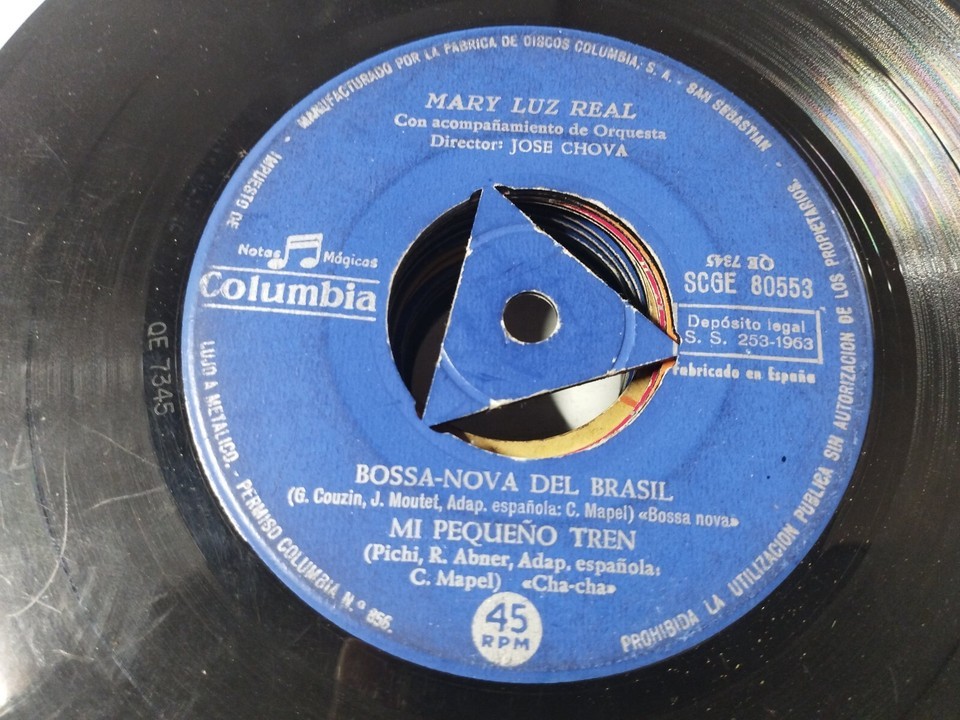 MANUFACTURADO POR LA FABRICA DE DISCOS COLUMBIA, S. A. - SAN SEBASTIAN
MARY LUZ REAL
Con acompañamiento de Orquesta
Director: JOSE CHOVA
IMPUESTO DE
LUJO A METALICO. - PERMISO COLUMBIA N.º 856.
Notas Mágicas
Columbia
QE 7345
SCGE 80553
Depósito legal
S. S. 253-1963
Fabricado en España
QE 7345
BOSSA-NOVA DEL BRASIL
(G. Couzin, J. Moutet, Adap. española: C. Mapel) «Bossa nova»
MI PEQUEÑO TREN
(Pichi, R. Abner, Adap. española:
C. Mapel) «Cha-cha»
45
RPM
PROHIBIDA LA UTILIZACION PUBLICA SIN AUTORIZACION DE LOS PROPIETARIOS.